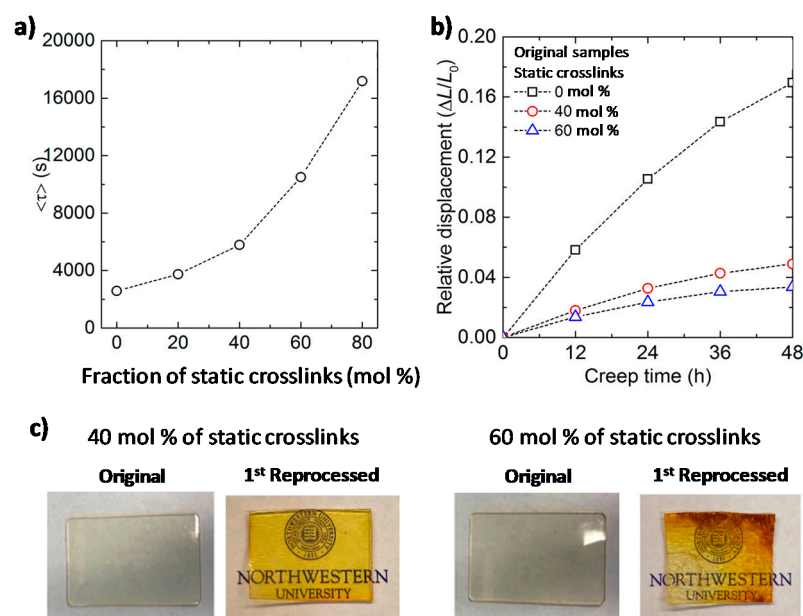 a)
20000
16000
12000
8000
4000
0
<τ> (s)
0 20 40 60 80
Fraction of static crosslinks (mol %)
b)
Original samples
Static crosslinks
0 mol %
40 mol %
60 mol %
0.20
0.16
0.12
0.08
0.04
0.00
Relative displacement (ΔL/L0)
0 12 24 36 48
Creep time (h)
c)
40 mol % of static crosslinks
Original
1st Reprocessed
NORTHWESTERN UNIVERSITY
1851
NORTHWESTERN
UNIVERSITY
60 mol % of static crosslinks
Original
1st Reprocessed
NORTHWESTERN
UNIVERSITY